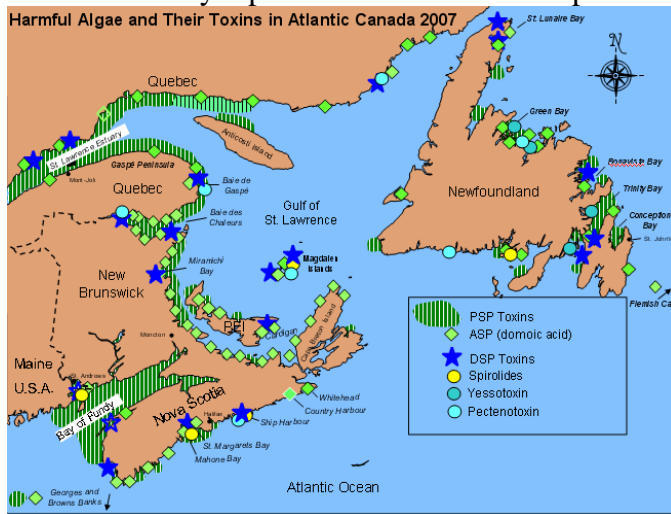 Harmful Algae and Their Toxins in Atlantic Canada 2007
St. Lunaire Bay
N
Quebec
Green Bay
Anticosti Island
St. Lawrence Estuary
Gaspé Peninsula
Mont-Joli
Bay
Quebec
Baie de
Gaspé
Newfoundland
Trinity Bay
Gulf of
St. Lawrence
Conception
Bay
Baie des
Chaleurs
St. John's
Magdalen
Islands
New
Brunswick
Miramichi
Bay
Flemish Ca
PEI
Cardigan
Cape Breton Island
Moncton
PSP Toxins
ASP (domoic acid)
DSP Toxins
Spirolides
Yessotoxin
Pectenotoxin
Maine
U.S.A.
St. Andrews
Bay of Fundy
Nova Scotia
Halifax
Whitehead
Country Harbour
Ship Harbour
St. Margarets Bay
Mahone Bay
Atlantic Ocean
Georges and
Browns Banks